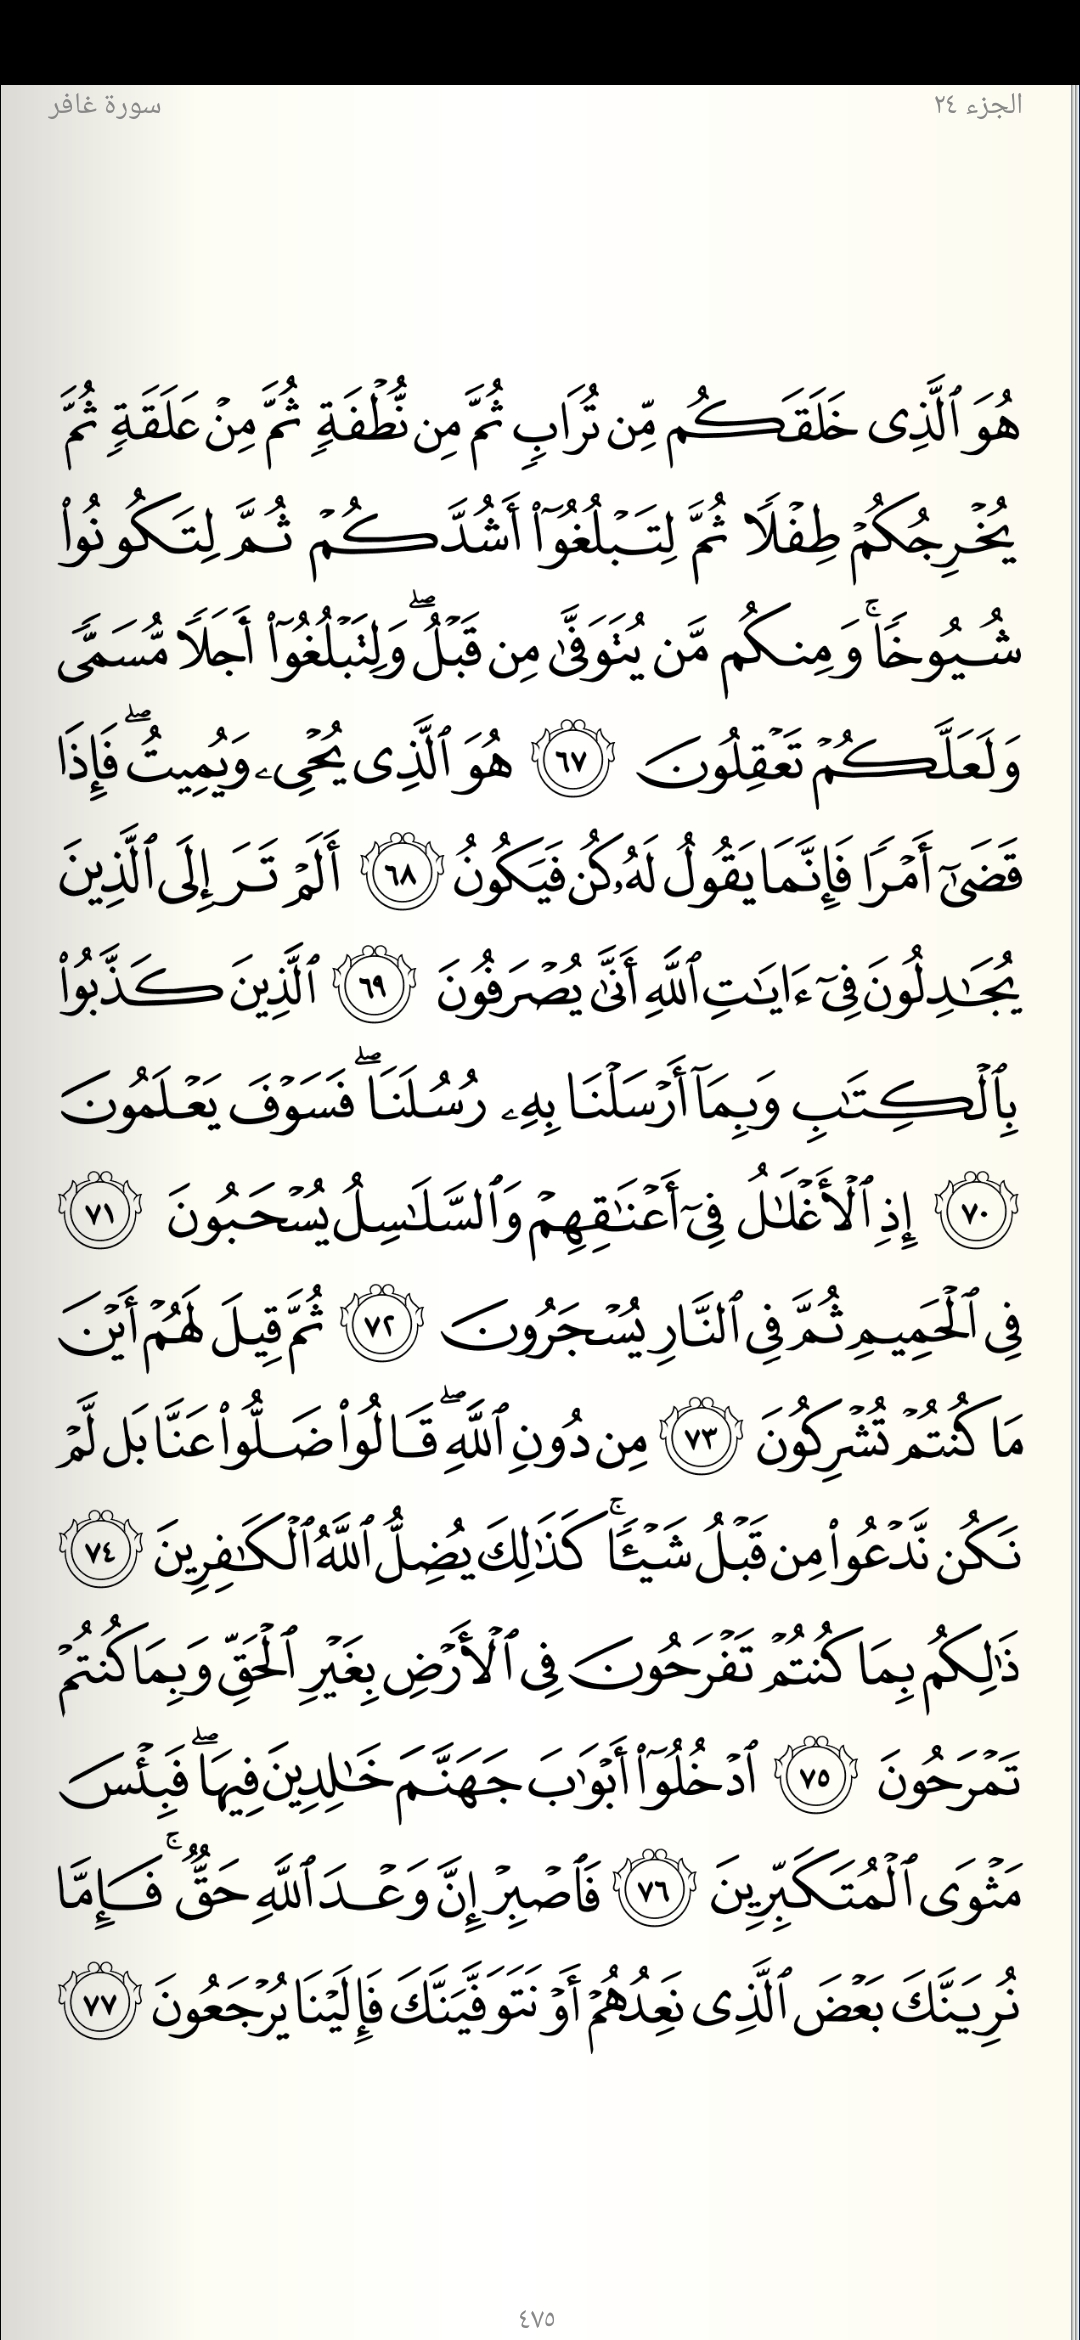 الجزء ٢٤
سورة غافر
هُوَ ٱلَّذِى خَلَقَكُم مِّن تُرَابٍ ثُمَّ مِن نُّطْفَةٍ ثُمَّ مِنْ عَلَقَةٍ ثُمَّ
يُخْرِجُكُمْ طِفْلًا ثُمَّ لِتَبْلُغُوٓا۟ أَشُدَّكُمْ ثُمَّ لِتَكُونُوا۟
شُيُوخًا ۚ وَمِنكُم مَّن يُتَوَفَّىٰ مِن قَبْلُ ۖ وَلِتَبْلُغُوٓا۟ أَجَلًا مُّسَمًّى
وَلَعَلَّكُمْ تَعْقِلُونَ ٦٧ هُوَ ٱلَّذِى يُحْىِۦ وَيُمِيتُ ۖ فَإِذَا
قَضَىٰٓ أَمْرًا فَإِنَّمَا يَقُولُ لَهُۥ كُن فَيَكُونُ ٦٨ أَلَمْ تَرَ إِلَى ٱلَّذِينَ
يُجَـٰدِلُونَ فِىٓ ءَايَـٰتِ ٱللَّهِ أَنَّىٰ يُصْرَفُونَ ٦٩ ٱلَّذِينَ كَذَّبُوا۟
بِٱلْكِتَـٰبِ وَبِمَآ أَرْسَلْنَا بِهِۦ رُسُلَنَا ۖ فَسَوْفَ يَعْلَمُونَ
٧٠ إِذِ ٱلْأَغْلَـٰلُ فِىٓ أَعْنَـٰقِهِمْ وَٱلسَّلَـٰسِلُ يُسْحَبُونَ ٧١
فِى ٱلْحَمِيمِ ثُمَّ فِى ٱلنَّارِ يُسْجَرُونَ ٧٢ ثُمَّ قِيلَ لَهُمْ أَيْنَ
مَا كُنتُمْ تُشْرِكُونَ ٧٣ مِن دُونِ ٱللَّهِ ۖ قَالُوا۟ ضَلُّوا۟ عَنَّا بَل لَّمْ
نَكُن نَّدْعُوا۟ مِن قَبْلُ شَيْـًٔا ۚ كَذَٰلِكَ يُضِلُّ ٱللَّهُ ٱلْكَـٰفِرِينَ ٧٤
ذَٰلِكُم بِمَا كُنتُمْ تَفْرَحُونَ فِى ٱلْأَرْضِ بِغَيْرِ ٱلْحَقِّ وَبِمَا كُنتُمْ
تَمْرَحُونَ ٧٥ ٱدْخُلُوٓا۟ أَبْوَٰبَ جَهَنَّمَ خَـٰلِدِينَ فِيهَا ۖ فَبِئْسَ
مَثْوَى ٱلْمُتَكَبِّرِينَ ٧٦ فَٱصْبِرْ إِنَّ وَعْدَ ٱللَّهِ حَقٌّ ۚ فَإِمَّا
نُرِيَنَّكَ بَعْضَ ٱلَّذِى نَعِدُهُمْ أَوْ نَتَوَفَّيَنَّكَ فَإِلَيْنَا يُرْجَعُونَ ٧٧
٤٧٥